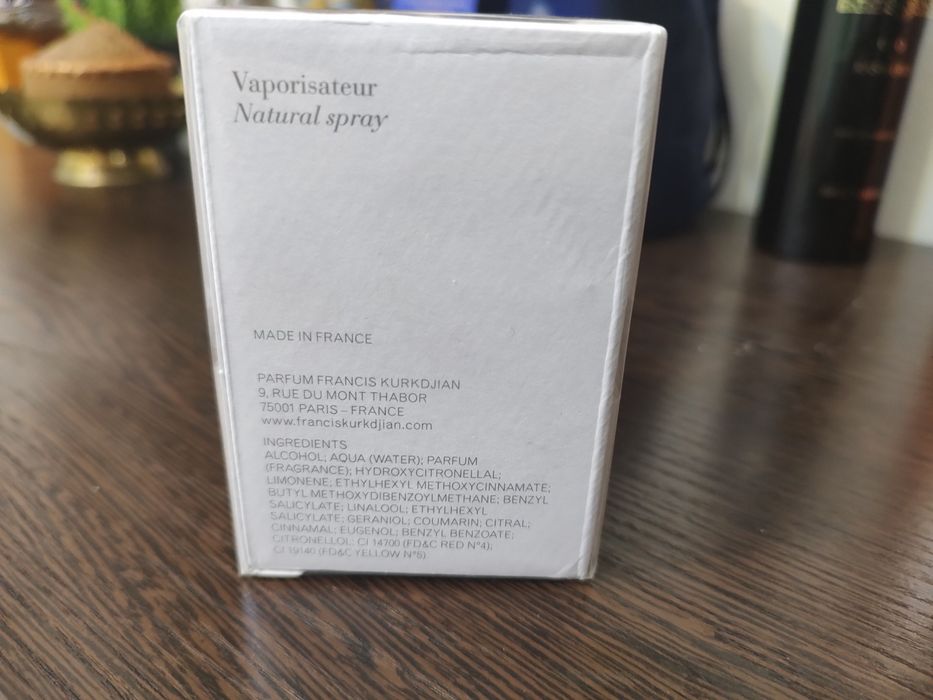 Vaporisateur
Natural spray
MADE IN FRANCE
PARFUM FRANCIS KURKDJIAN
9, RUE DU MONT THABOR
75001 PARIS – FRANCE
www.franciskurkdjian.com
INGREDIENTS
ALCOHOL; AQUA (WATER); PARFUM
(FRAGRANCE); HYDROXYCITRONELLAL;
LIMONENE; ETHYLHEXYL METHOXYCINNAMATE;
BUTYL METHOXYDIBENZOYLMETHANE; BENZYL
SALICYLATE; LINALOOL; ETHYLHEXYL
SALICYLATE; GERANIOL; COUMARIN; CITRAL;
CINNAMAL; EUGENOL; BENZYL BENZOATE;
CITRONELLOL; CI 14700 (FD&C RED N°4);
CI 19140 (FD&C YELLOW N°5)